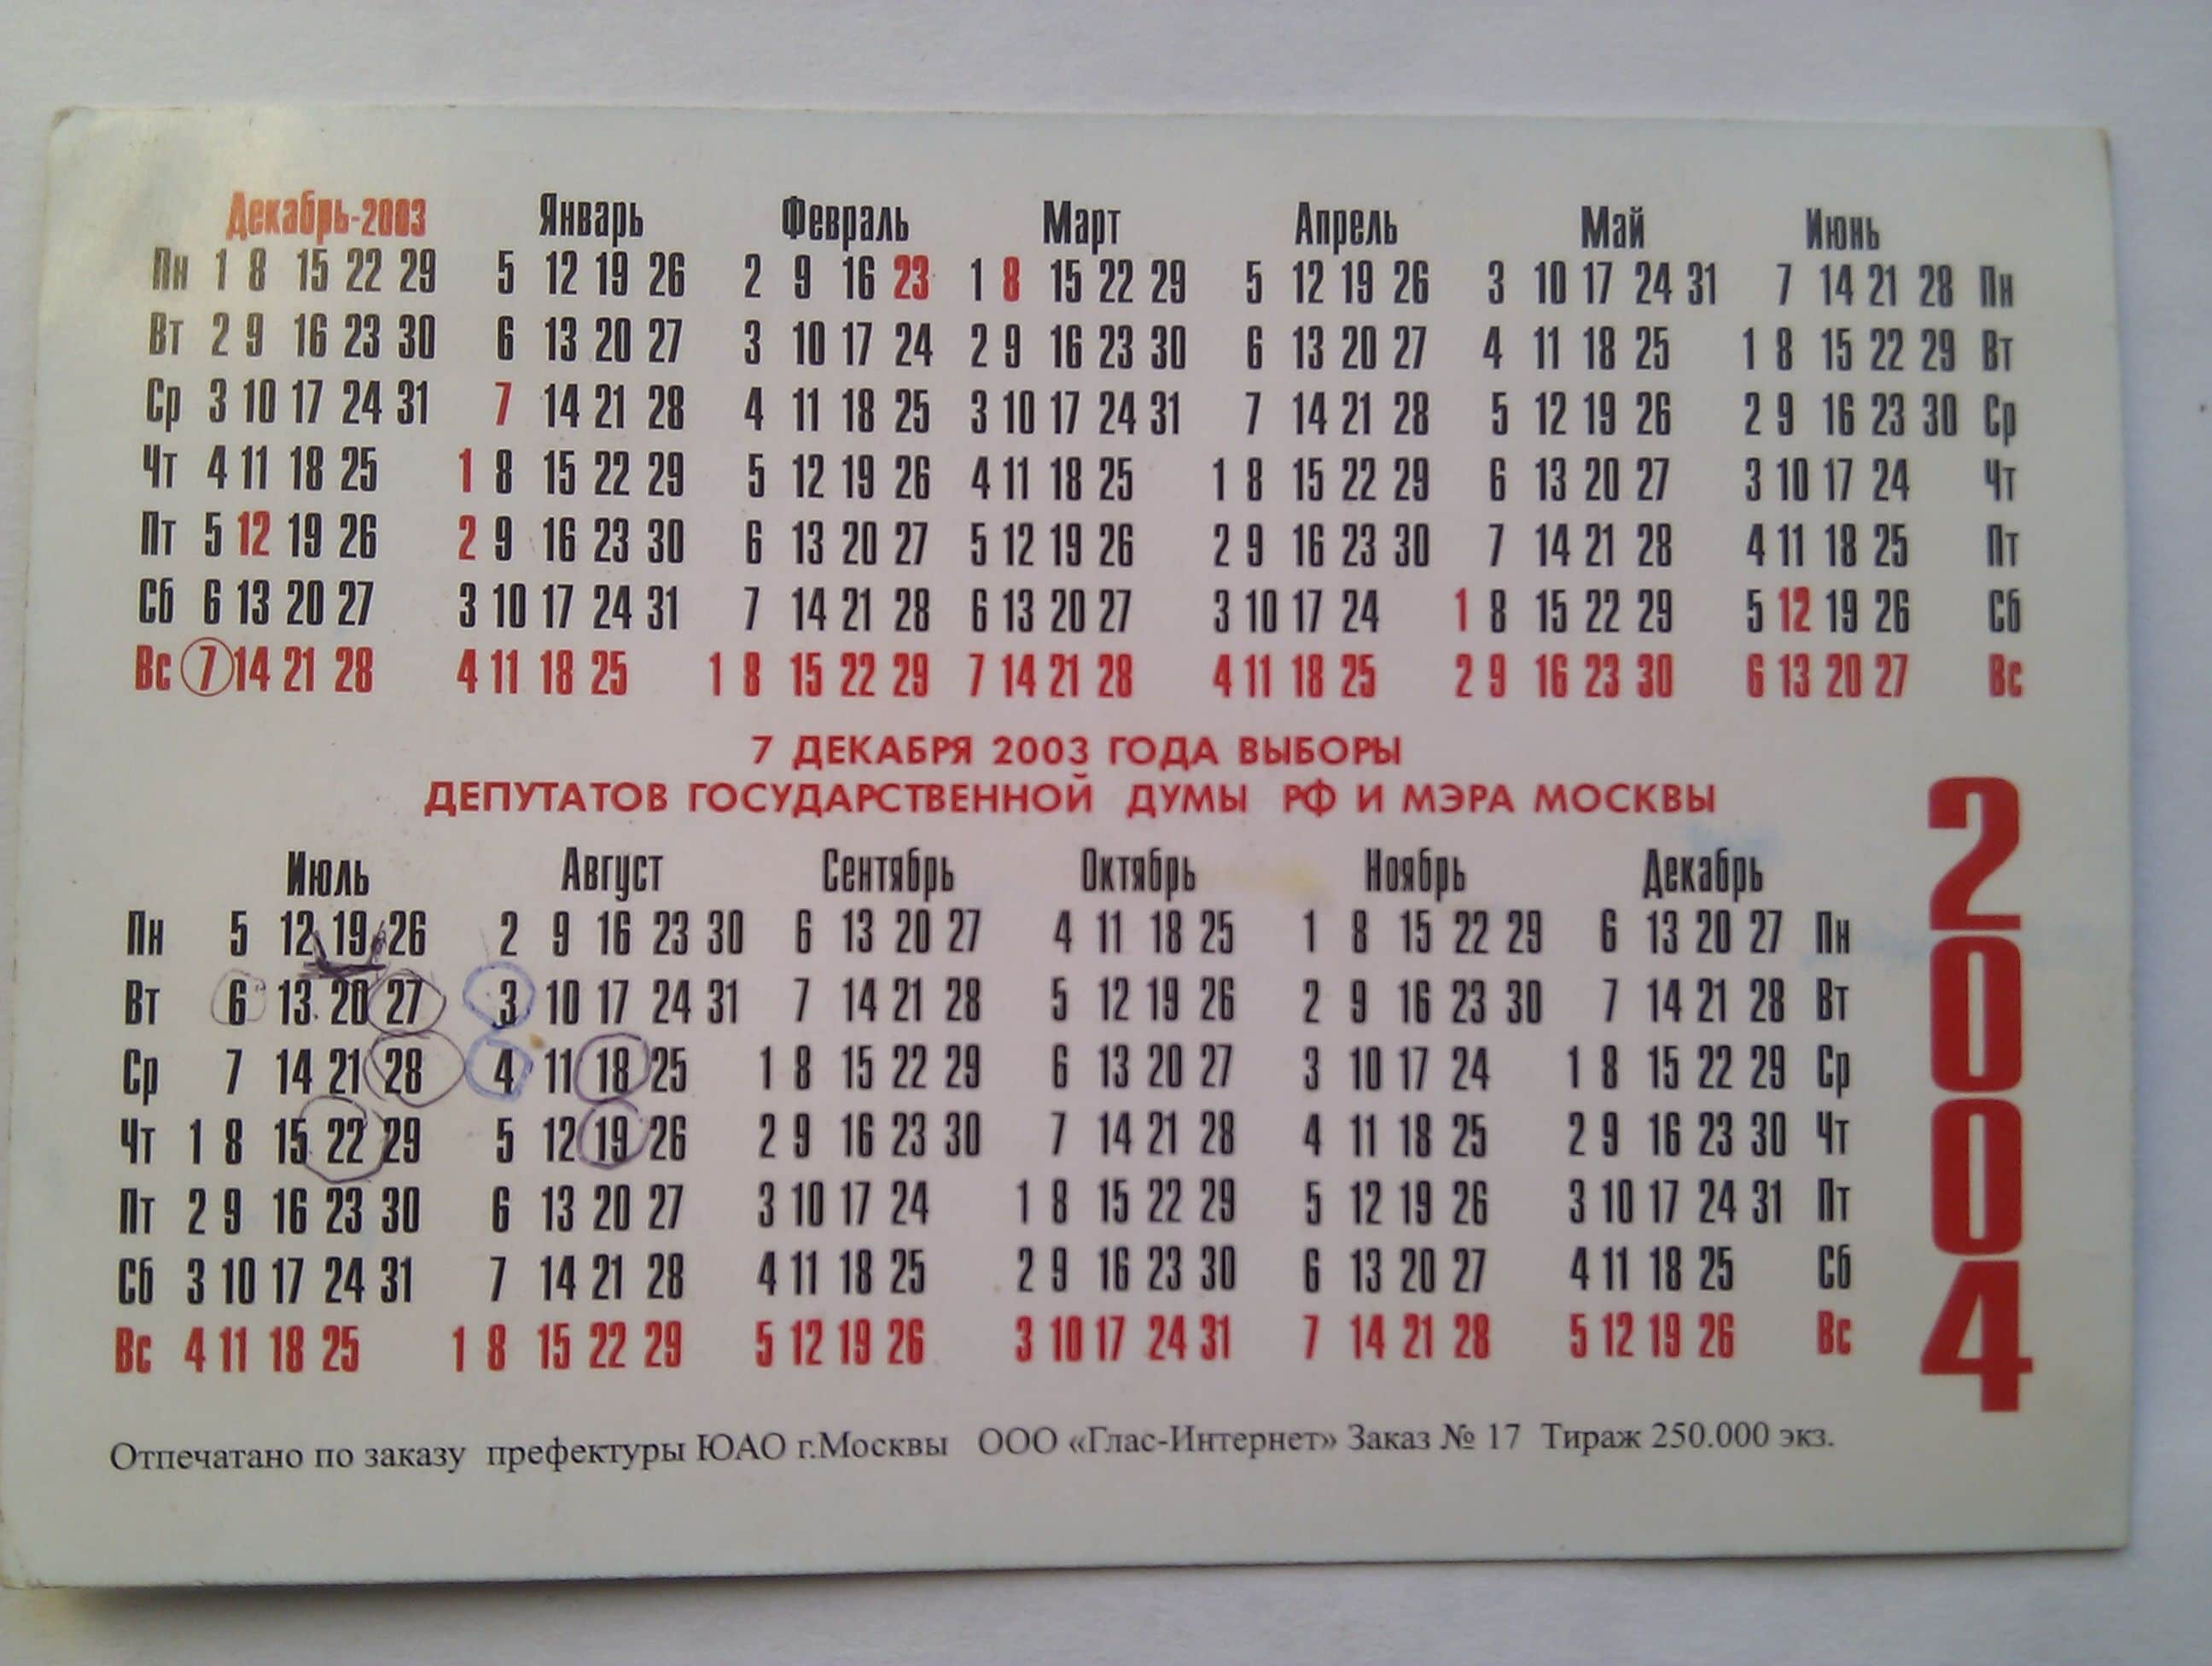 Декабрь-2003 Январь Февраль Март Апрель Май Июнь
Пн 1 8 15 22 29 5 12 19 26 2 9 16 23 1 8 15 22 29 5 12 19 26 3 10 17 24 31 7 14 21 28 Пн
Вт 2 9 16 23 30 6 13 20 27 3 10 17 24 2 9 16 23 30 6 13 20 27 4 11 18 25 1 8 15 22 29 Вт
Ср 3 10 17 24 31 7 14 21 28 4 11 18 25 3 10 17 24 31 7 14 21 28 5 12 19 26 2 9 16 23 30 Ср
Чт 4 11 18 25 1 8 15 22 29 5 12 19 26 4 11 18 25 1 8 15 22 29 6 13 20 27 3 10 17 24 Чт
Пт 5 12 19 26 2 9 16 23 30 6 13 20 27 5 12 19 26 2 9 16 23 30 7 14 21 28 4 11 18 25 Пт
Сб 6 13 20 27 3 10 17 24 31 7 14 21 28 6 13 20 27 3 10 17 24 1 8 15 22 29 5 12 19 26 Сб
Вс 7 14 21 28 4 11 18 25 1 8 15 22 29 7 14 21 28 4 11 18 25 2 9 16 23 30 6 13 20 27 Вс
7 ДЕКАБРЯ 2003 ГОДА ВЫБОРЫ
ДЕПУТАТОВ ГОСУДАРСТВЕННОЙ ДУМЫ РФ И МЭРА МОСКВЫ
2004
Июль Август Сентябрь Октябрь Ноябрь Декабрь
Пн 5 12 19 26 2 9 16 23 30 6 13 20 27 4 11 18 25 1 8 15 22 29 6 13 20 27 Пн
Вт 6 13 20 27 3 10 17 24 31 7 14 21 28 5 12 19 26 2 9 16 23 30 7 14 21 28 Вт
Ср 7 14 21 28 4 11 18 25 1 8 15 22 29 6 13 20 27 3 10 17 24 1 8 15 22 29 Ср
Чт 1 8 15 22 29 5 12 19 26 2 9 16 23 30 7 14 21 28 4 11 18 25 2 9 16 23 30 Чт
Пт 2 9 16 23 30 6 13 20 27 3 10 17 24 1 8 15 22 29 5 12 19 26 3 10 17 24 31 Пт
Сб 3 10 17 24 31 7 14 21 28 4 11 18 25 2 9 16 23 30 6 13 20 27 4 11 18 25 Сб
Вс 4 11 18 25 1 8 15 22 29 5 12 19 26 3 10 17 24 31 7 14 21 28 5 12 19 26 Вс
Отпечатано по заказу префектуры ЮАО г.Москвы ООО «Глас-Интернет» Заказ № 17 Тираж 250.000 экз.